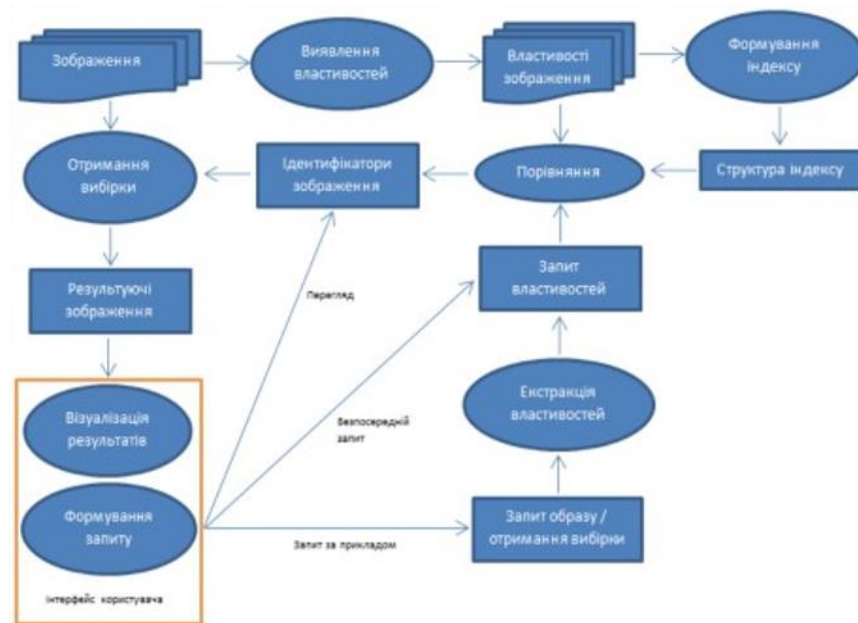 Зображення
Виявлення
властивостей
Властивості
зображення
Формування
індексу
Отримання
вибірки
Ідентифікатори
зображення
Порівняння
Структура індексу
Результуючі
зображення
Перегляд
Запит
властивостей
Візуалізація
результатів
Безпосередній
запит
Екстракція
властивостей
Формування
запиту
Запит за прикладом
Запит образу /
отримання вибірки
Інтерфейс користувача